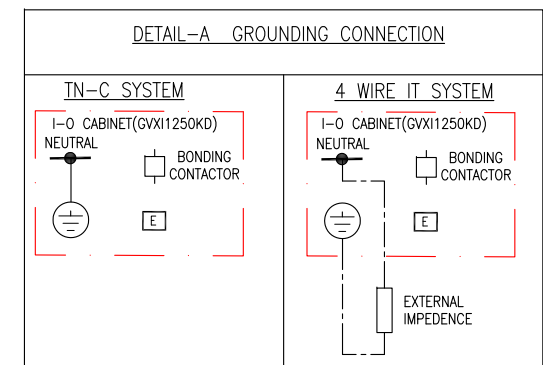 DETAIL-A GROUNDING CONNECTION
TN-C SYSTEM
I-O CABINET(GVXI1250KD)
NEUTRAL
BONDING
CONTACTOR
E
4 WIRE IT SYSTEM
I-O CABINET(GVXI1250KD)
NEUTRAL
BONDING
CONTACTOR
E
EXTERNAL
IMPEDENCE